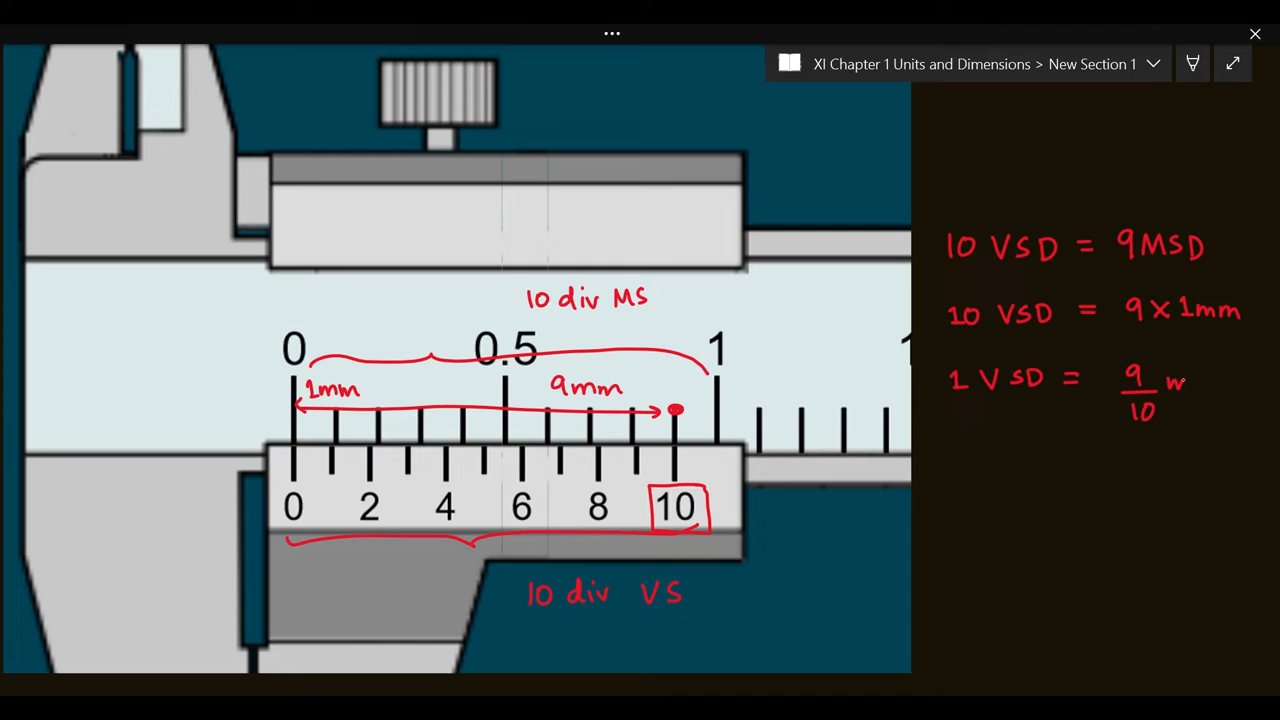 XI Chapter 1 Units and Dimensions > New Section 1
10 VSD = 9MSD
10 div MS
10 VSD = 9 x 1mm
0 0.5 1
1mm 9mm
1 VSD = 9/10
0 2 4 6 8 10
10 div VS